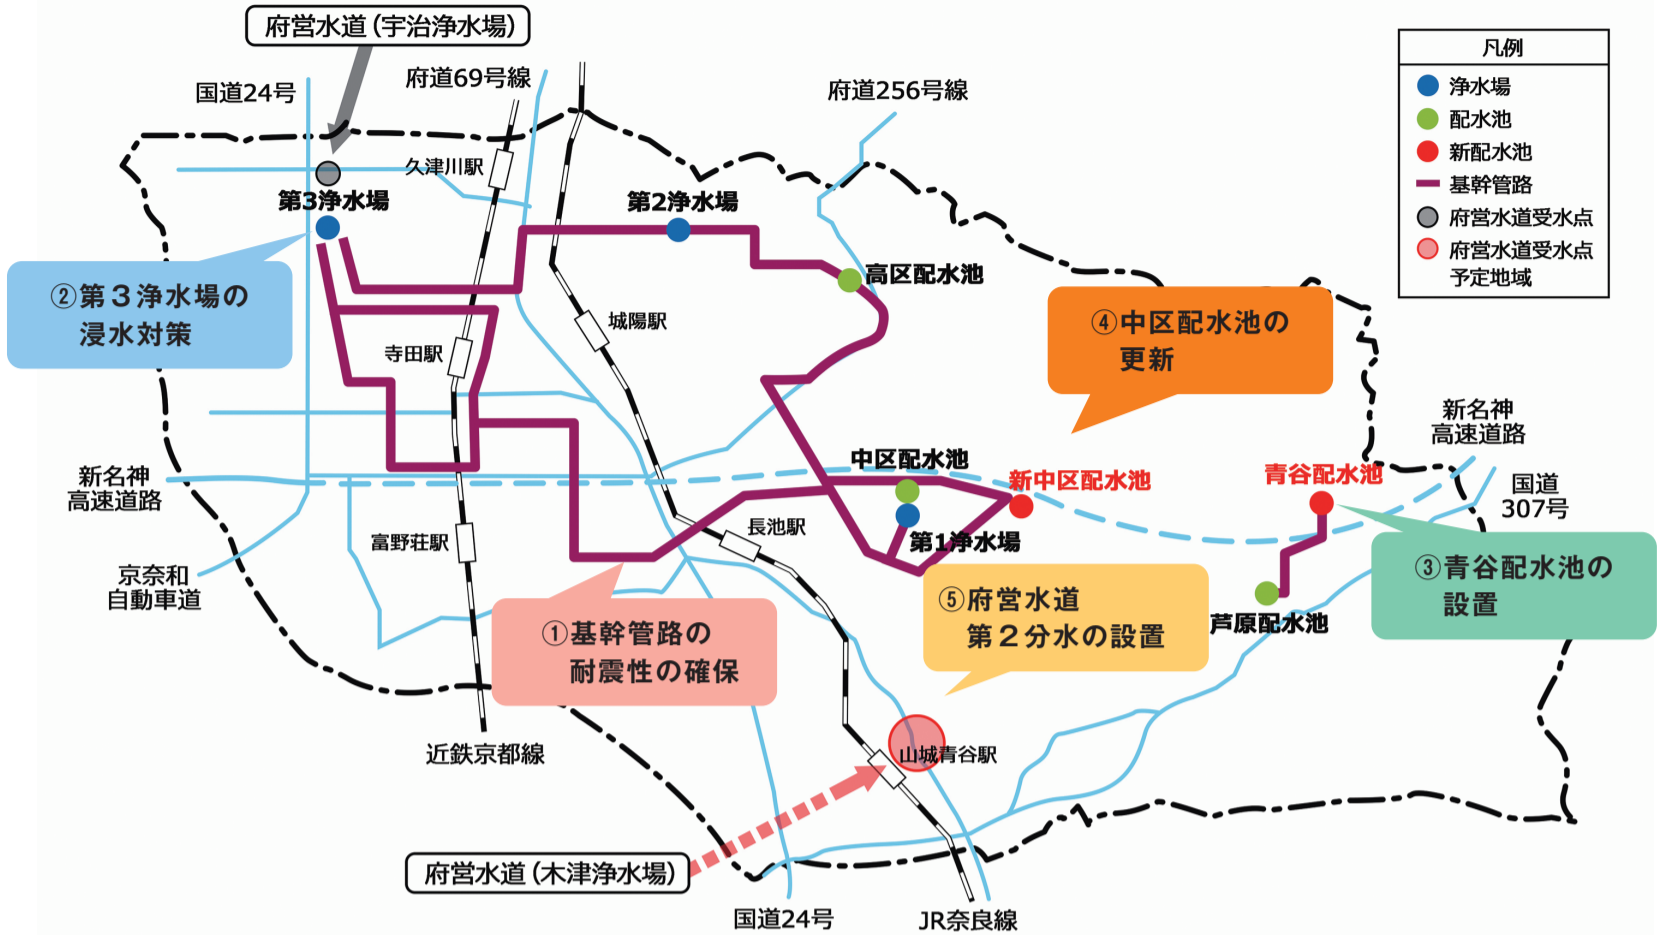 府営水道（宇治浄水場）
国道24号
府道69号線
府道256号線
凡例
浄水場
配水池
新配水池
基幹管路
府営水道受水点
府営水道受水点
予定地域
久津川駅
第3浄水場
第2浄水場
高区配水池
②第３浄水場の
浸水対策
城陽駅
寺田駅
④中区配水池の
更新
新名神
高速道路
中区配水池
新中区配水池
青谷配水池
国道
307号
新名神
高速道路
長池駅
第1浄水場
富野荘駅
京奈和
自動車道
③青谷配水池の
設置
芦原配水池
⑤府営水道
第２分水の設置
①基幹管路の
耐震性の確保
近鉄京都線
山城青谷駅
府営水道（木津浄水場）
国道24号
JR奈良線